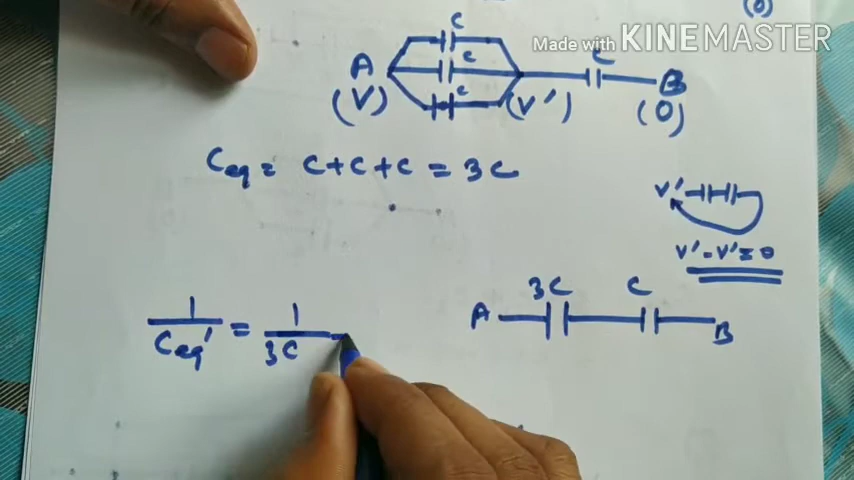 (0)
Made with KINEMASTER
C
A C C B
C
(V) (V') (0)
Ceq = C+C+C = 3C
V'
V'-V'=0
3C C
A B
1/Ceq' = 1/3C